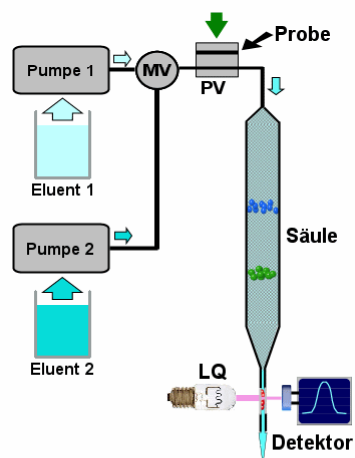 Probe
Pumpe 1
MV
PV
Eluent 1
Pumpe 2
Säule
Eluent 2
LQ
Detektor